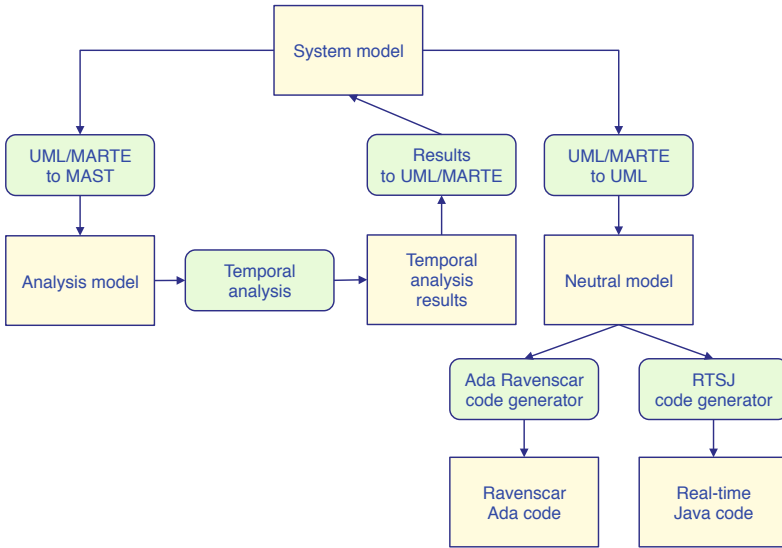 System model
UML/MARTE
to MAST
Results
to UML/MARTE
UML/MARTE
to UML
Analysis model
Temporal
analysis
Temporal
analysis
results
Neutral model
Ada Ravenscar
code generator
RTSJ
code generator
Ravenscar
Ada code
Real-time
Java code